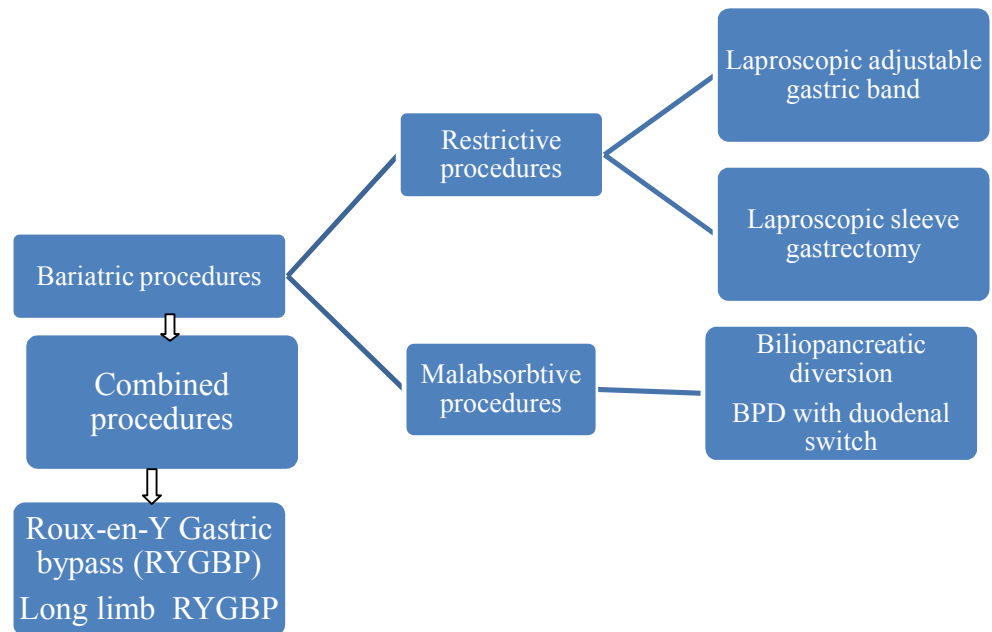 Laproscopic adjustable
gastric band
Restrictive
procedures
Laproscopic sleeve
gastrectomy
Bariatric procedures
Combined
procedures
Malabsorbtive
procedures
Biliopancreatic
diversion
BPD with duodenal
switch
Roux-en-Y Gastric
bypass (RYGBP)
Long limb RYGBP